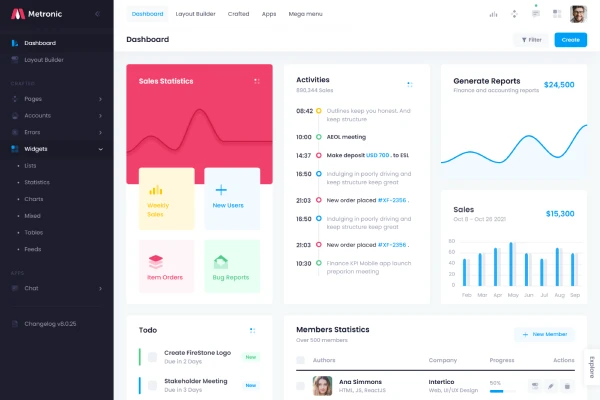 Metronic
Dashboard
Layout Builder
Crafted
Apps
Mega menu
Dashboard
Filter
Create
Dashboard
Layout Builder
CRAFTED
Pages
Accounts
Errors
Widgets
Lists
Statistics
Charts
Mixed
Tables
Feeds
APPS
Chat
Changelog v8.0.25
Sales Statistics
Weekly
Sales
New Users
Item Orders
Bug Reports
Activities
890,344 Sales
08:42 Outlines keep you honest. And
keep structure
10:00 AEOL meeting
14:37 Make deposit USD 700 . to ESL
16:50 Indulging in poorly driving and
keep structure keep great
21:03 New order placed #XF-2356 .
16:50 Indulging in poorly driving and
keep structure keep great
21:03 New order placed #XF-2356 .
10:30 Finance KPI Mobile app launch
preparion meeting
Generate Reports
Finance and accounting reports
$24,500
Sales
Oct 8 - Oct 26 2021
$15,300
80
60
40
20
0
Feb Mar Apr May Jun Jul Aug Sep
Todo
Create FireStone Logo
Due in 2 Days
New
Stakeholder Meeting
Due in 3 Days
New
Members Statistics
Over 500 members
New Member
Authors Company Progress Actions
Ana Simmons
HTML, JS, ReactJS
Intertico
Web, UI/UX Design
50%
Explore